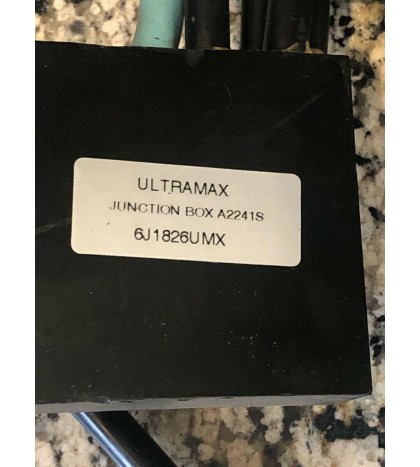 ULTRAMAX
JUNCTION BOX A2241S
6J1826UMX